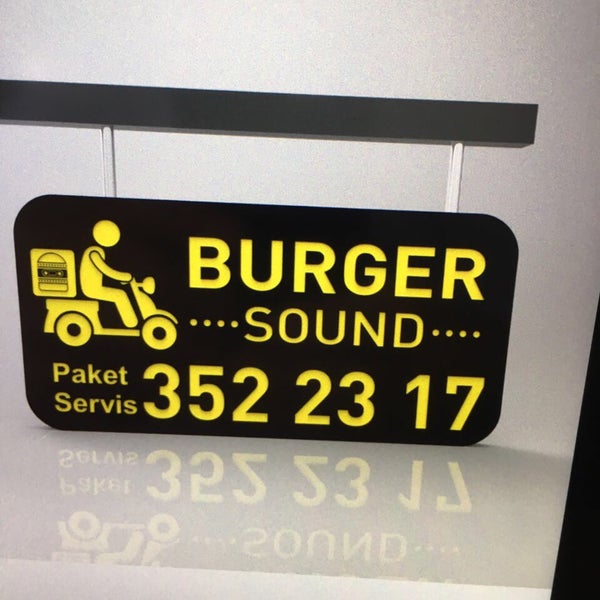 BURGER
····SOUND····
Paket
Servis 352 23 17